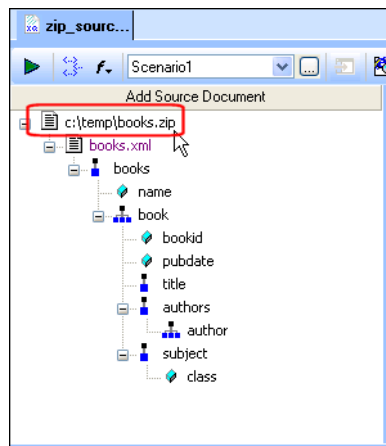 zip_sourc...
Scenario1
...
Add Source Document
c:\temp\books.zip
books.xml
books
name
book
bookid
pubdate
title
authors
author
subject
class